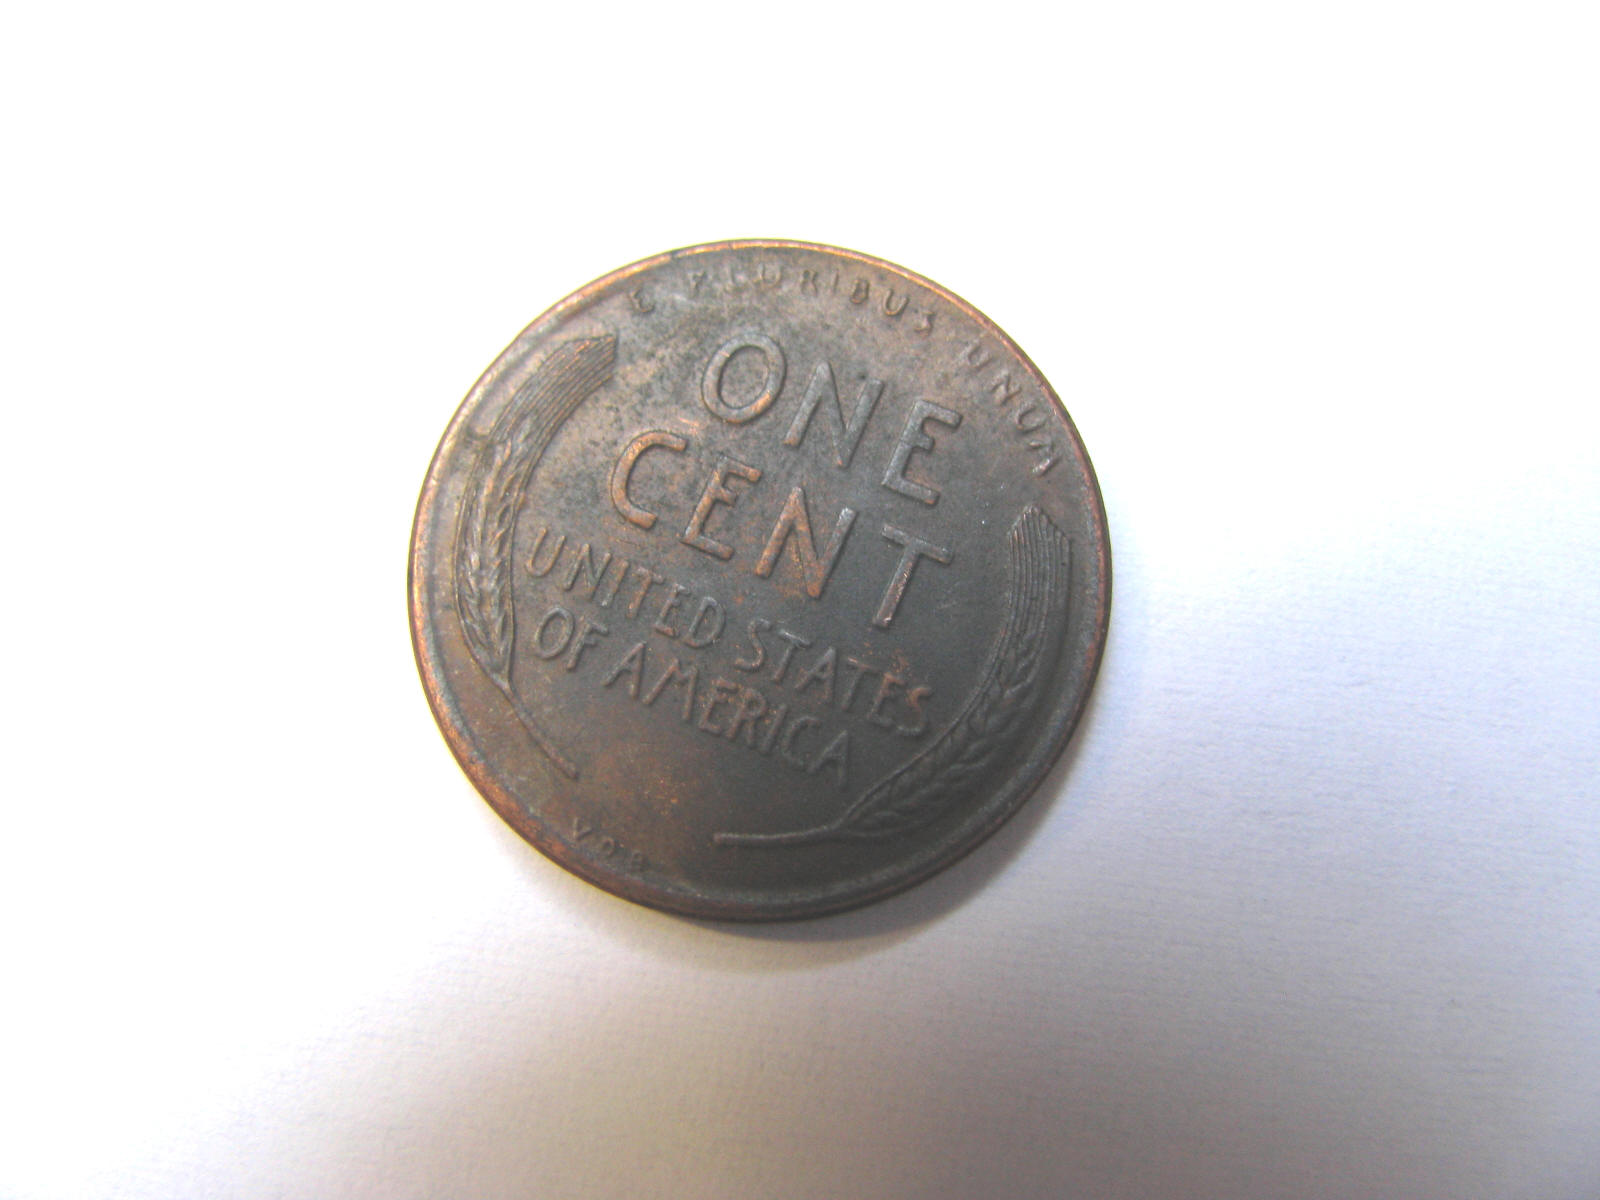 E PLURIBUS UNUM
ONE
CENT
UNITED STATES
OF AMERICA
V.D.B.